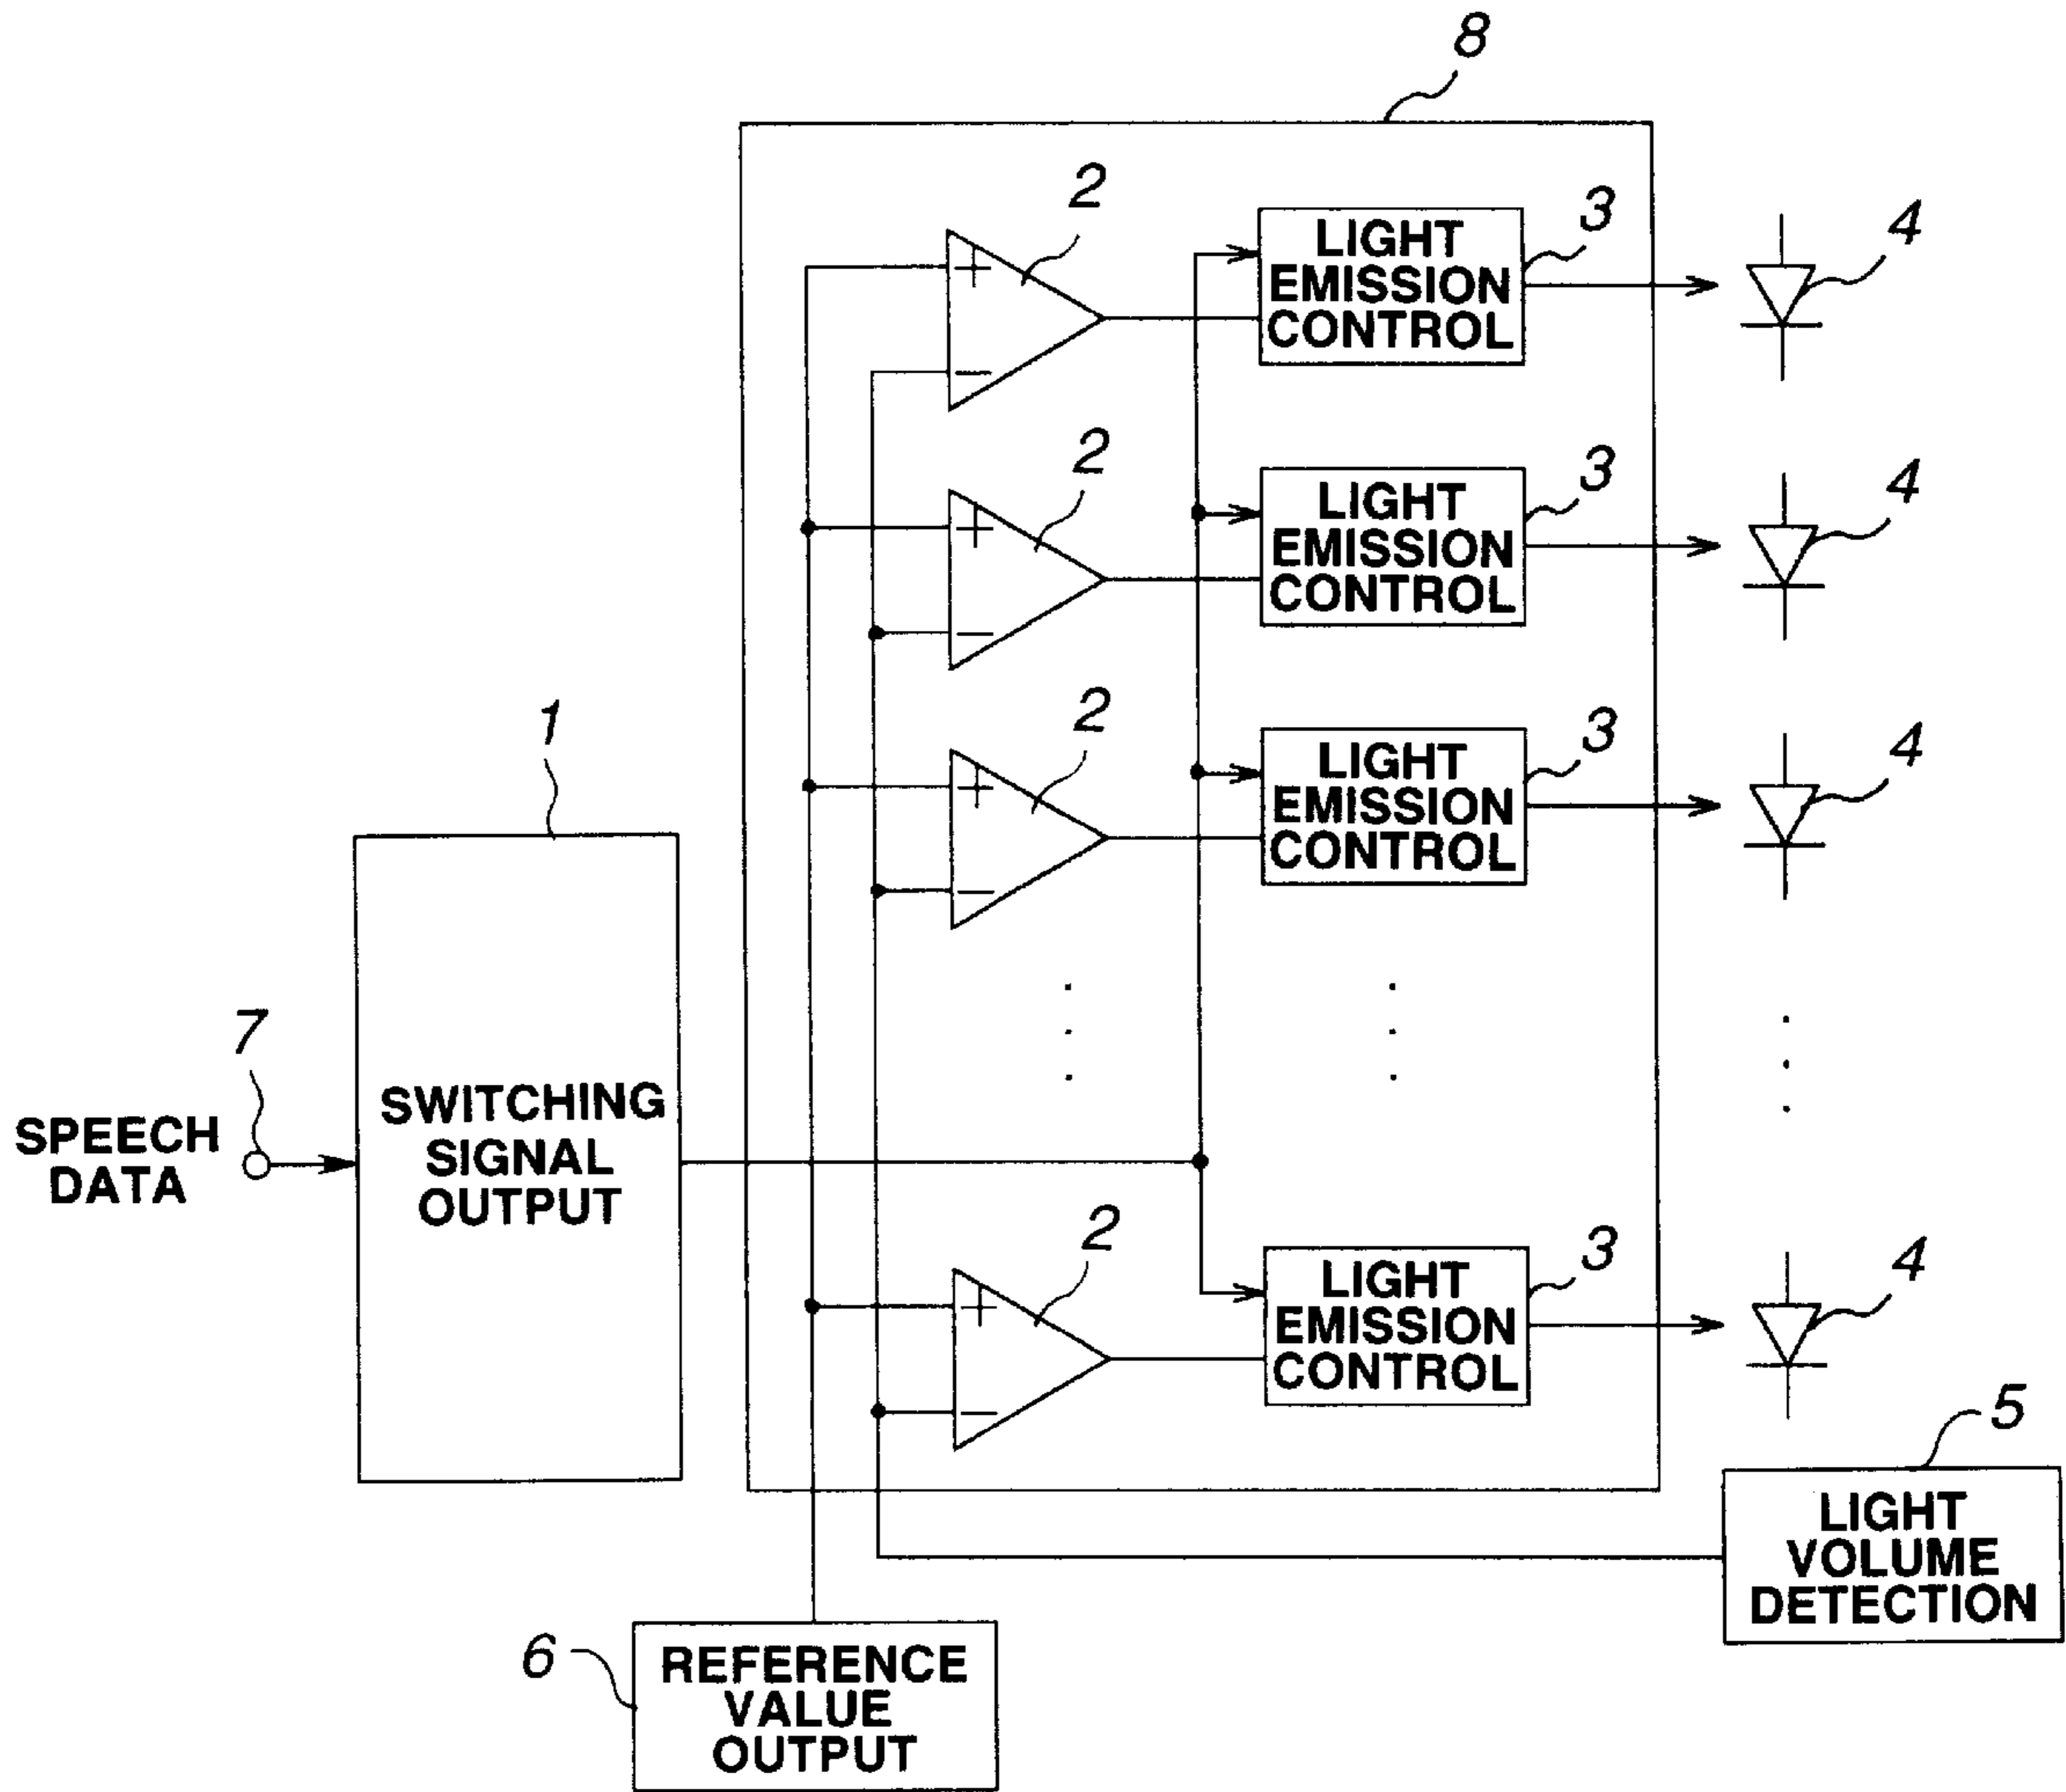 8
2
LIGHT
EMISSION
CONTROL
3
4
+
−
2
LIGHT
EMISSION
CONTROL
3
4
+
−
2
LIGHT
EMISSION
CONTROL
3
4
+
−
1
7
SPEECH
DATA
SWITCHING
SIGNAL
OUTPUT
2
LIGHT
EMISSION
CONTROL
3
4
+
−
5
LIGHT
VOLUME
DETECTION
6
REFERENCE
VALUE
OUTPUT